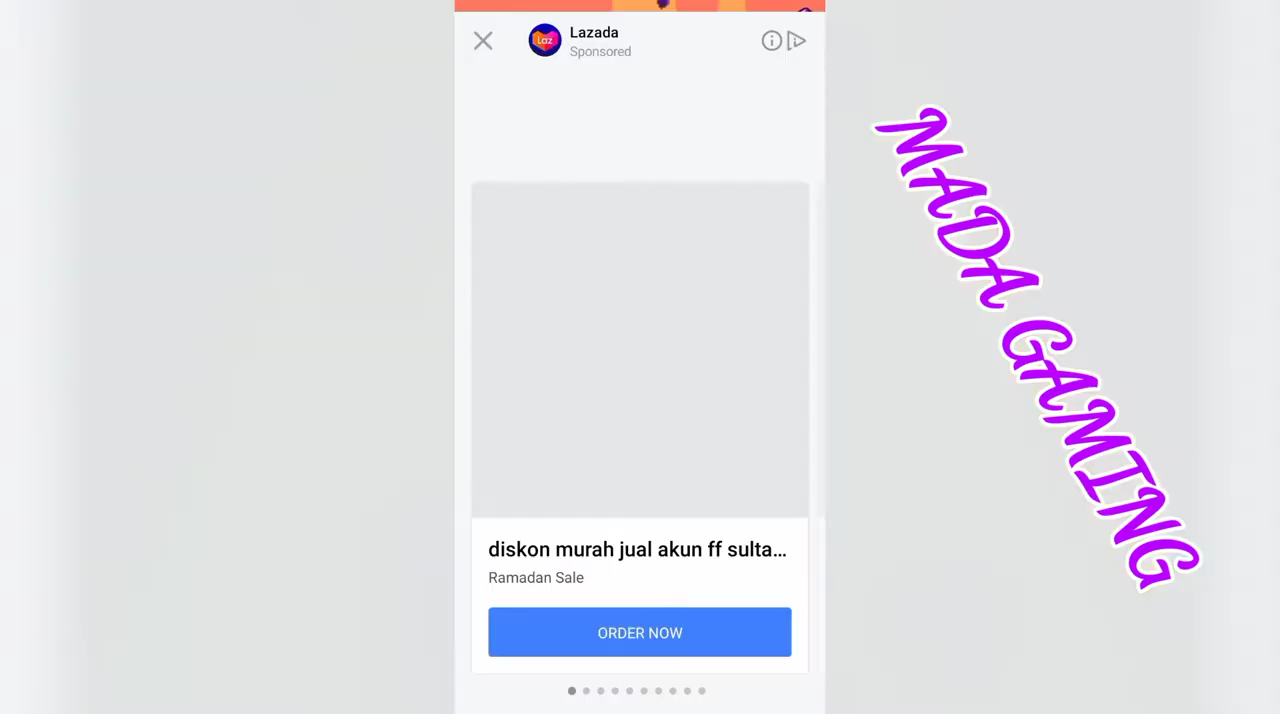 Lazada
Laz
Sponsored
MADA GAMING
diskon murah jual akun ff sulta...
Ramadan Sale
ORDER NOW